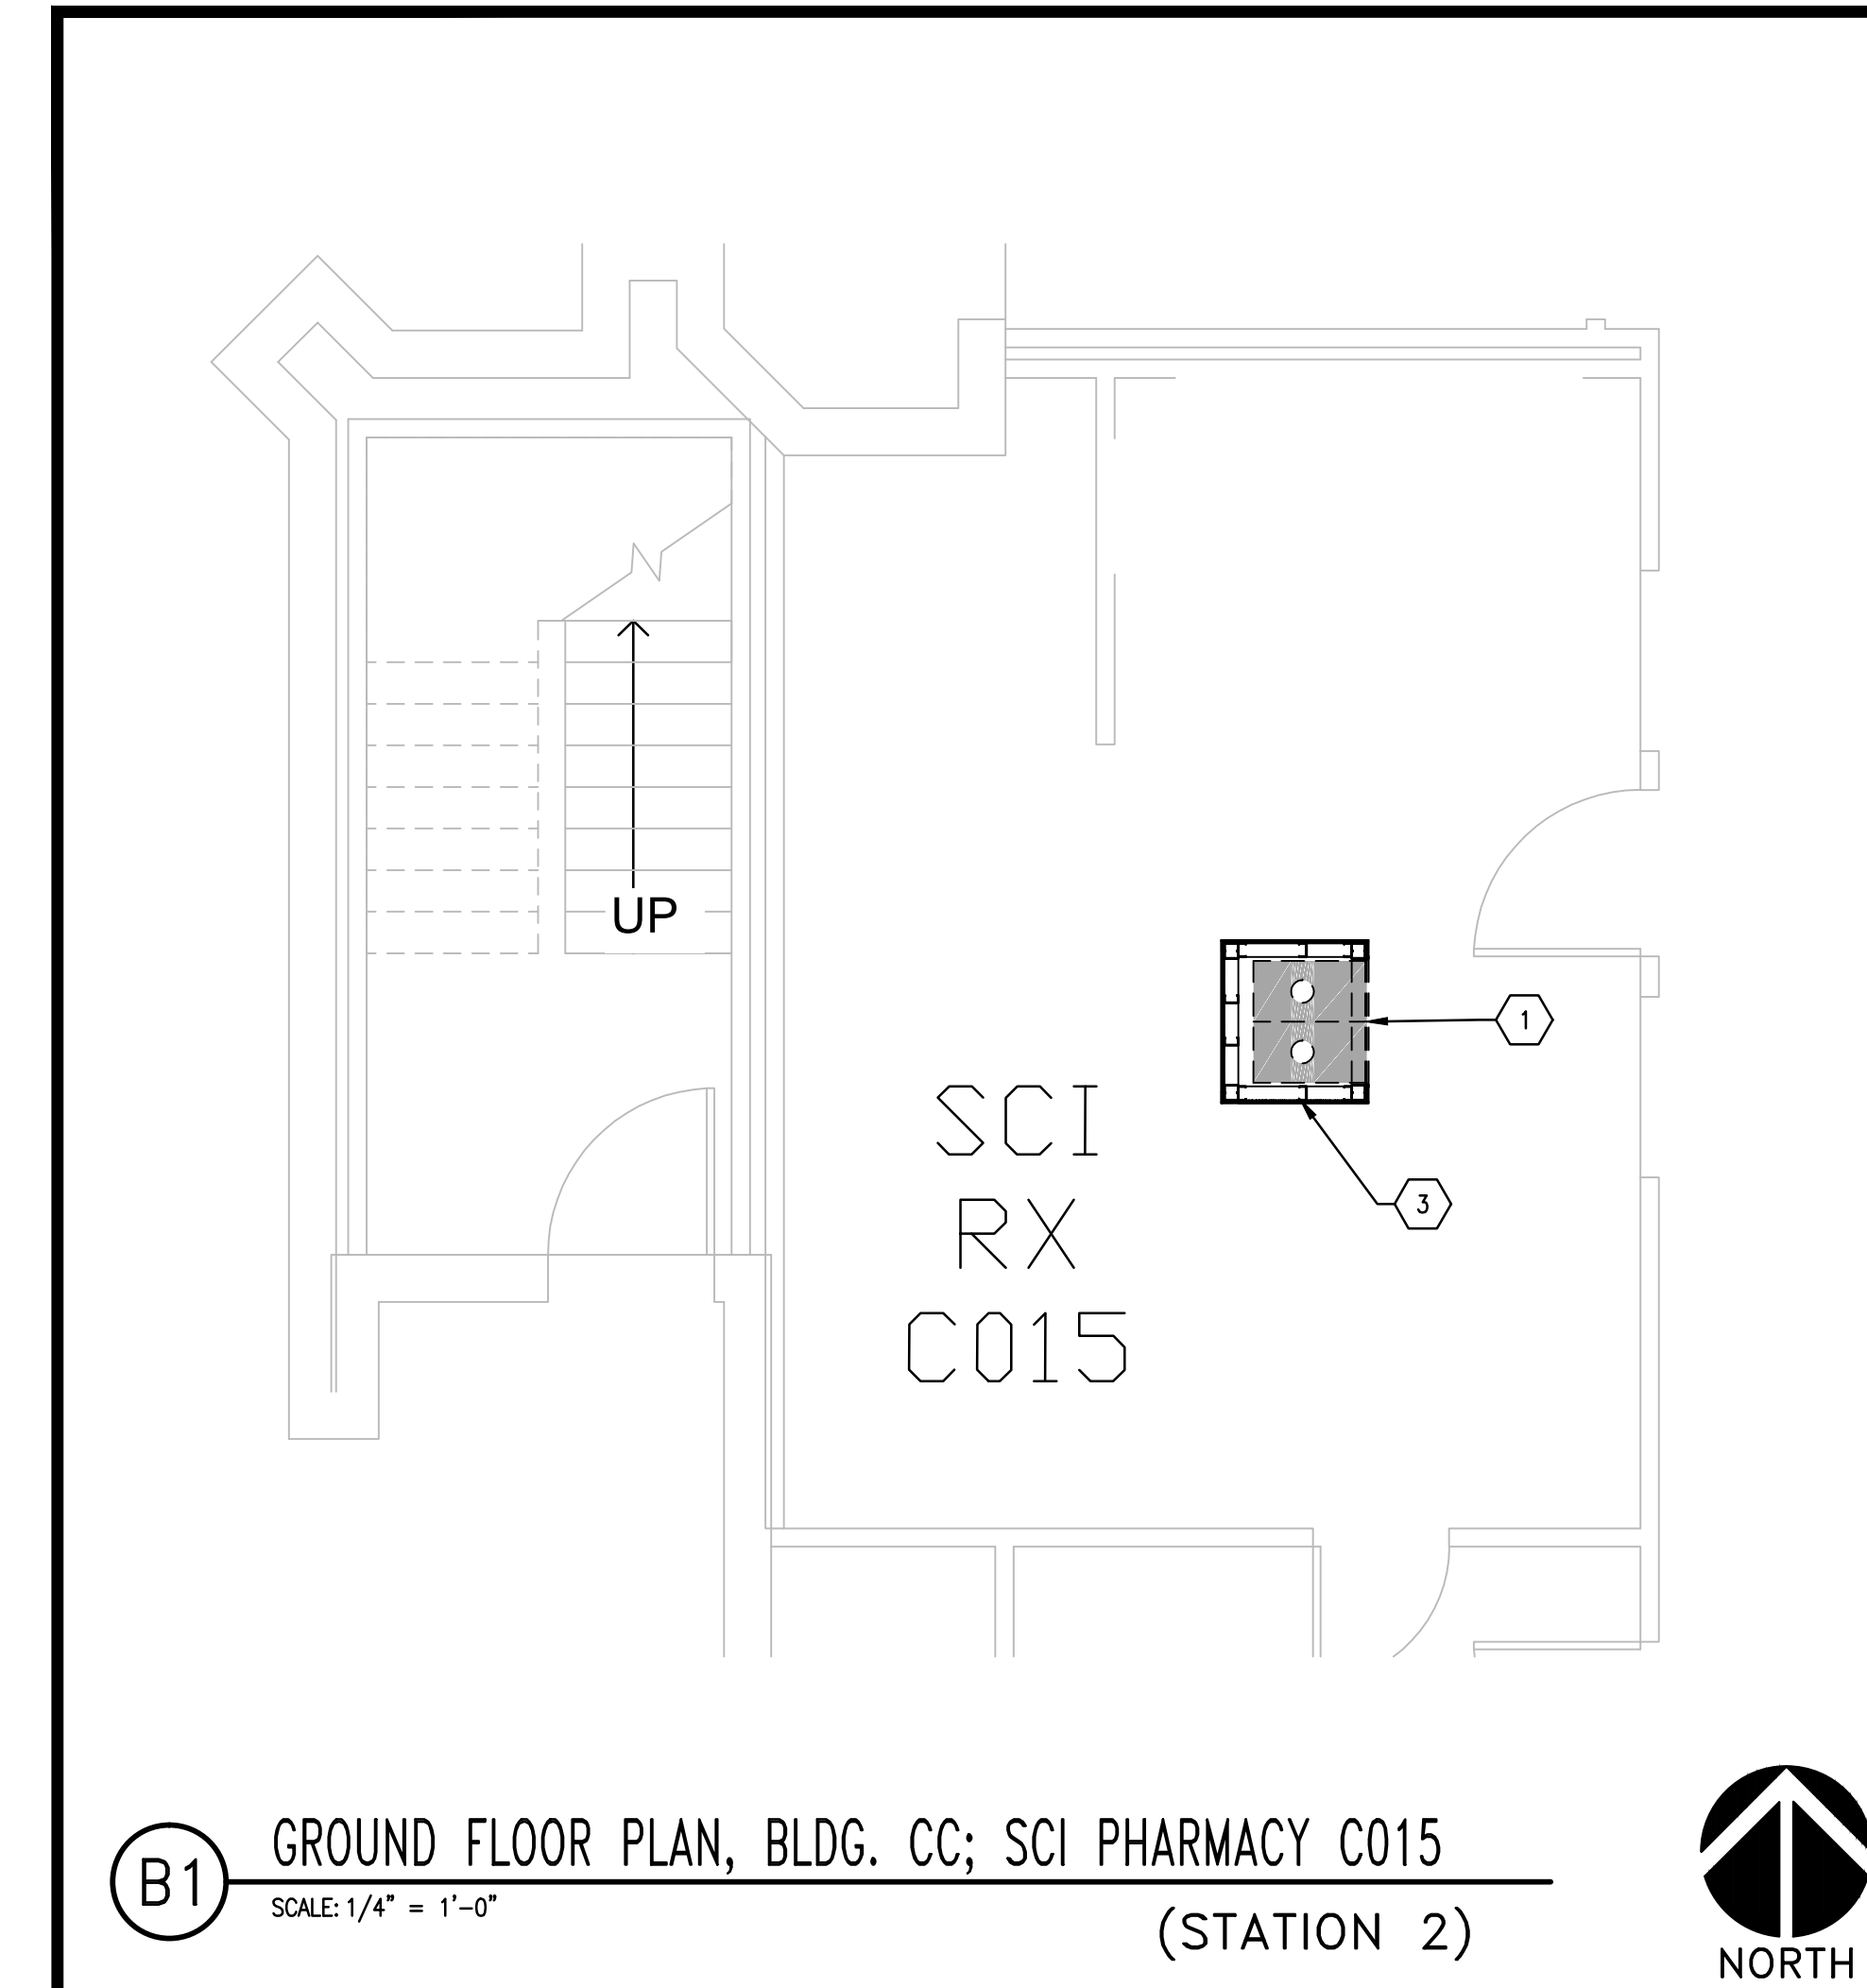 UP
1
SCI
RX
C015
3
B1
GROUND FLOOR PLAN, BLDG. CC; SCI PHARMACY C015
SCALE: 1/4" = 1'-0"
(STATION 2)
NORTH